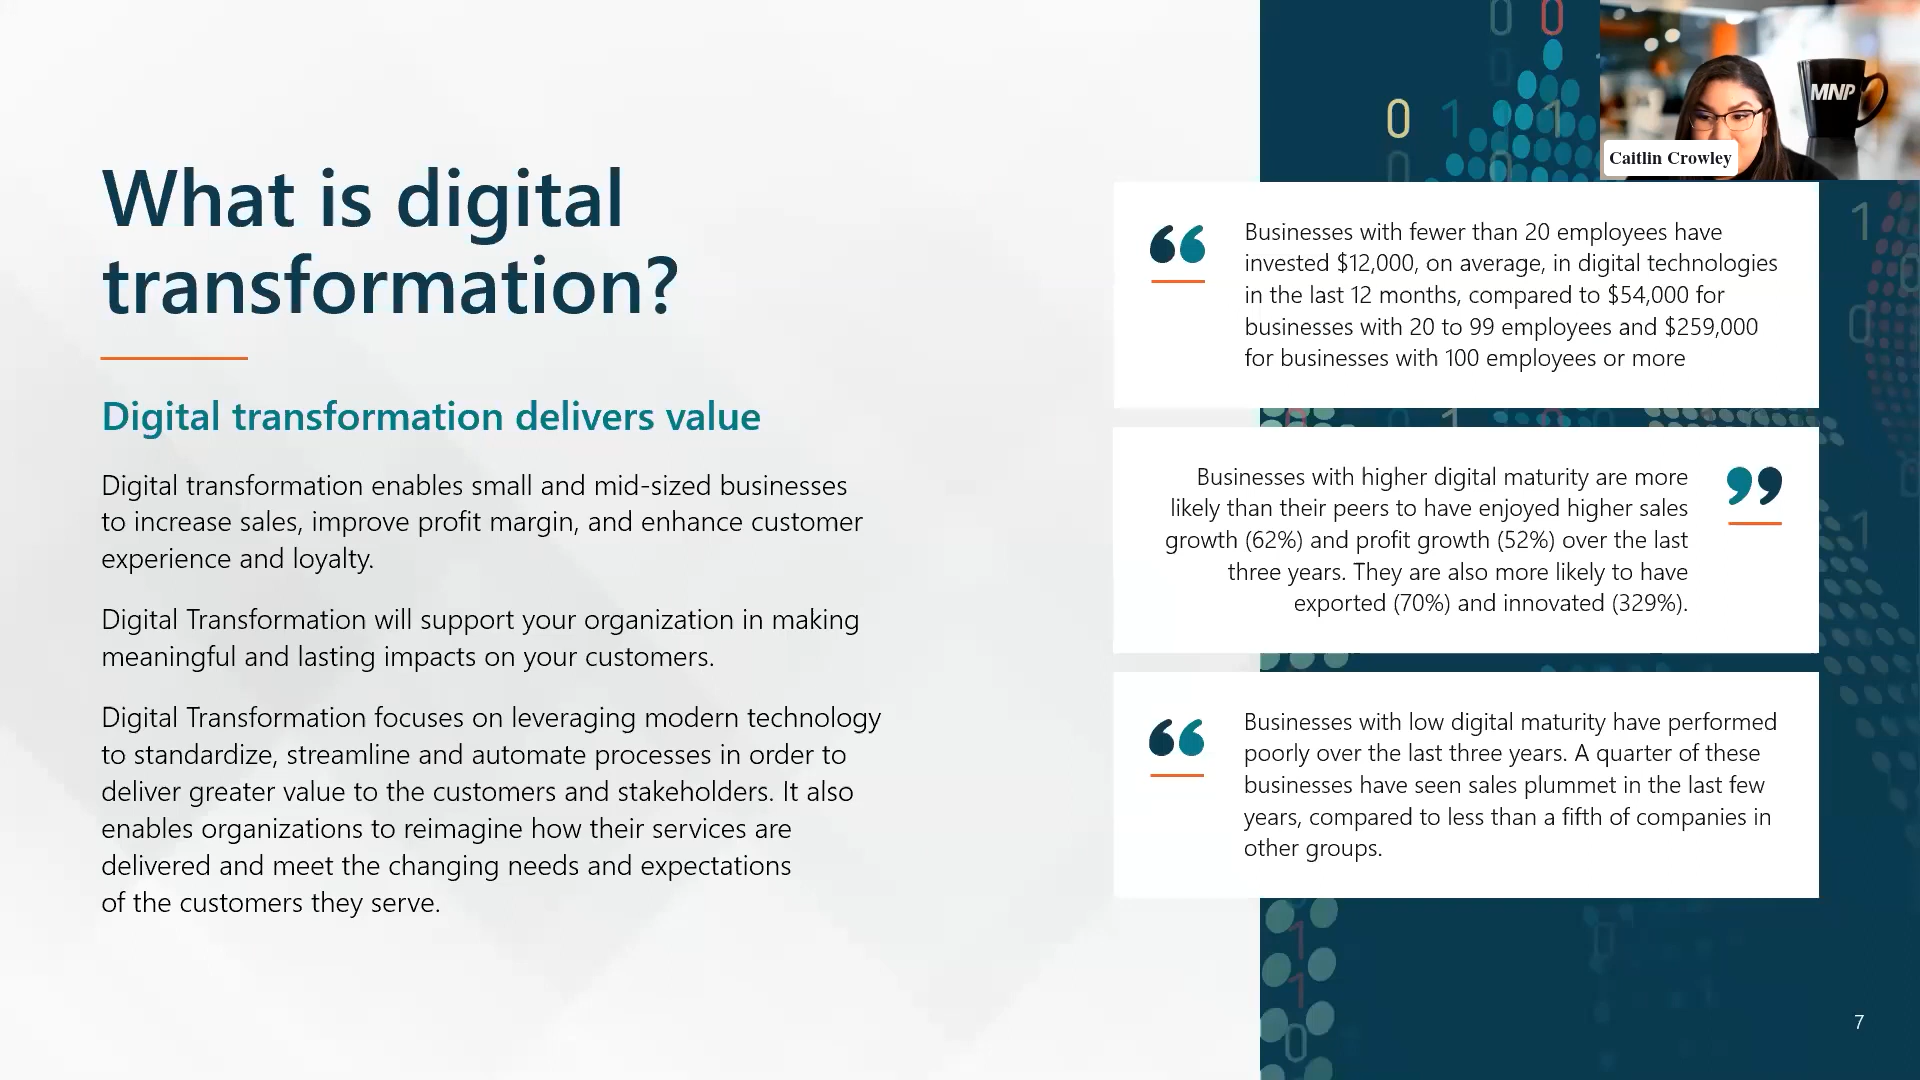 What is digital
transformation?
Digital transformation delivers value
Digital transformation enables small and mid-sized businesses
to increase sales, improve profit margin, and enhance customer
experience and loyalty.
Digital Transformation will support your organization in making
meaningful and lasting impacts on your customers.
Digital Transformation focuses on leveraging modern technology
to standardize, streamline and automate processes in order to
deliver greater value to the customers and stakeholders. It also
enables organizations to reimagine how their services are
delivered and meet the changing needs and expectations
of the customers they serve.
MNP
Caitlin Crowley
Businesses with fewer than 20 employees have
invested $12,000, on average, in digital technologies
in the last 12 months, compared to $54,000 for
businesses with 20 to 99 employees and $259,000
for businesses with 100 employees or more
Businesses with higher digital maturity are more
likely than their peers to have enjoyed higher sales
growth (62%) and profit growth (52%) over the last
three years. They are also more likely to have
exported (70%) and innovated (329%).
Businesses with low digital maturity have performed
poorly over the last three years. A quarter of these
businesses have seen sales plummet in the last few
years, compared to less than a fifth of companies in
other groups.
7